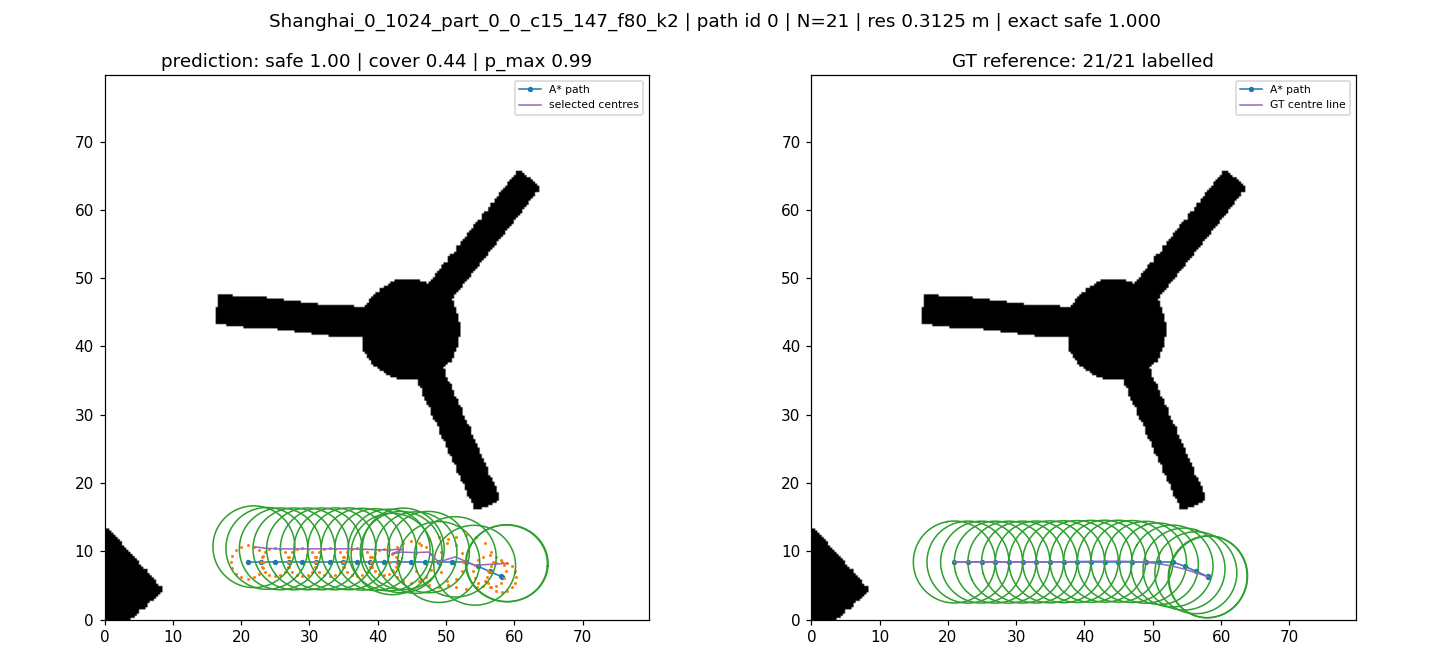 Shanghai_0_1024_part_0_0_c15_147_f80_k2 | path id 0 | N=21 | res 0.3125 m | exact safe 1.000
prediction: safe 1.00 | cover 0.44 | p_max 0.99
A* path
selected centres
70
60
50
40
30
20
10
0
0 10 20 30 40 50 60 70
GT reference: 21/21 labelled
A* path
GT centre line
70
60
50
40
30
20
10
0
0 10 20 30 40 50 60 70